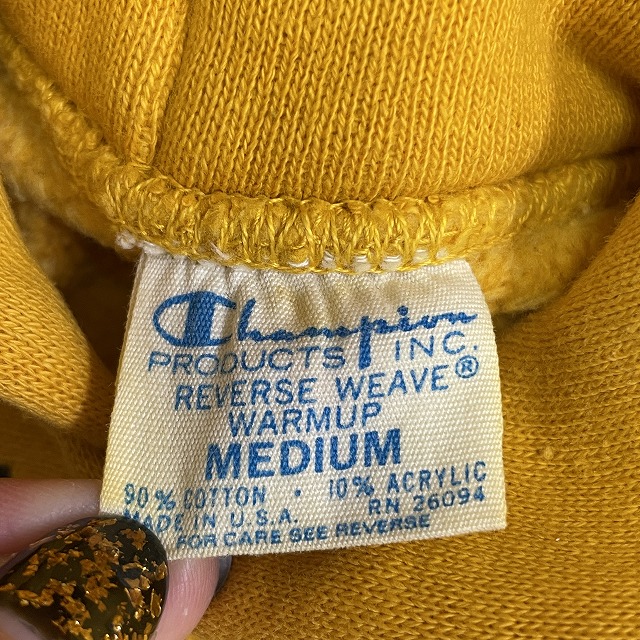 Champion
PRODUCTS INC.
REVERSE WEAVE®
WARMUP
MEDIUM
90% COTTON • 10% ACRYLIC
MADE IN U.S.A. RN 26094
FOR CARE SEE REVERSE